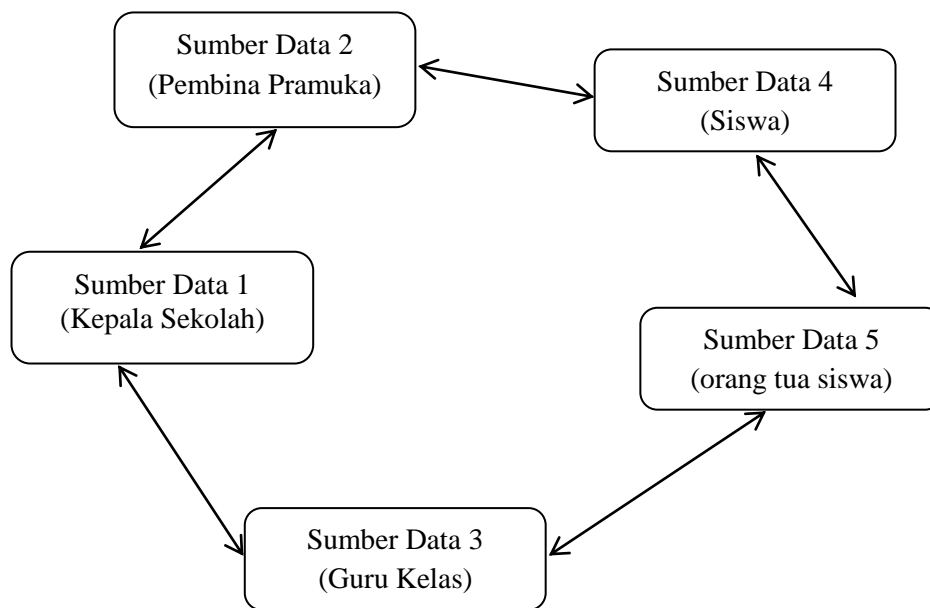 Sumber Data 2
(Pembina Pramuka)
Sumber Data 4
(Siswa)
Sumber Data 1
(Kepala Sekolah)
Sumber Data 5
(orang tua siswa)
Sumber Data 3
(Guru Kelas)